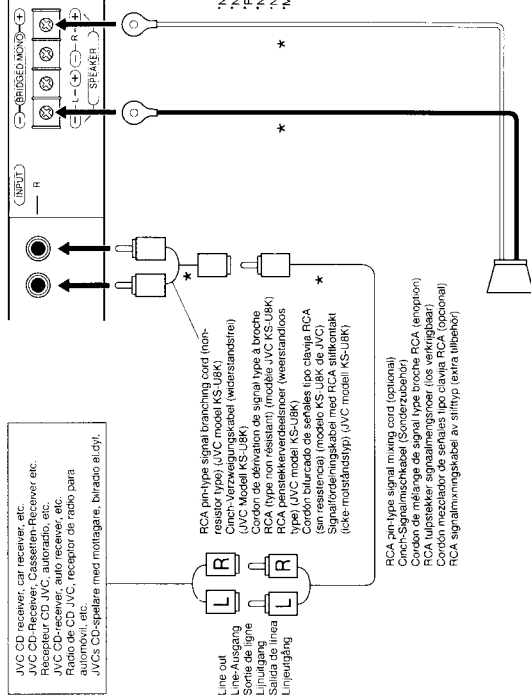 JVC CD receiver, car receiver, etc.
JVC CD-Receiver, Cassetten-Receiver etc.
Récepteur CD JVC, autoradio, etc.
JVC CD-receiver, auto receiver, etc.
Radio de CD JVC, receptor de radio para
automóvil, etc.
JVCs CD-spelare med mottagare, bilradio el.dyl.
INPUT
R
⊖ BRIDGED MONO ⊕
⊖ L ⊕ ⊖ R ⊕
SPEAKER
RCA pin-type signal branching cord (non-
resistor type) (JVC model KS-U8K)
Cinch-Verzweigungskabel (widerstandsfrei)
(JVC Modell KS-U8K)
Cordon de dérivation de signal type à broche
RCA (type non résistant) (modèle JVC KS-U8K)
RCA penstekkerverdeelsnoer (weerstandloos
type) (JVC model KS-U8K)
Cordón bifurcado de señales tipo clavija RCA
(sin resistencia) (modelo KS-U8K de JVC)
Signalfördelningskabel med RCA stiftkontakt
(icke-motståndstyp) (JVC modell KS-U8K)
*
*
*
*
L
R
L
R
Line out
Line-Ausgang
Sortie de ligne
Lijnuitgang
Salida de línea
Linjeutgång
RCA pin-type signal mixing cord (optional)
Cinch-Signalmischkabel (Sonderzubehör)
Cordon de mélange de signal type broche RCA (enoption)
RCA tulpstekker signaalmengsnoer (los verkrijgbaar)
Cordón mezclador de señales tipo clavija RCA (opcional)
RCA signalmixningskabel av stifttyp (extra tillbehör)